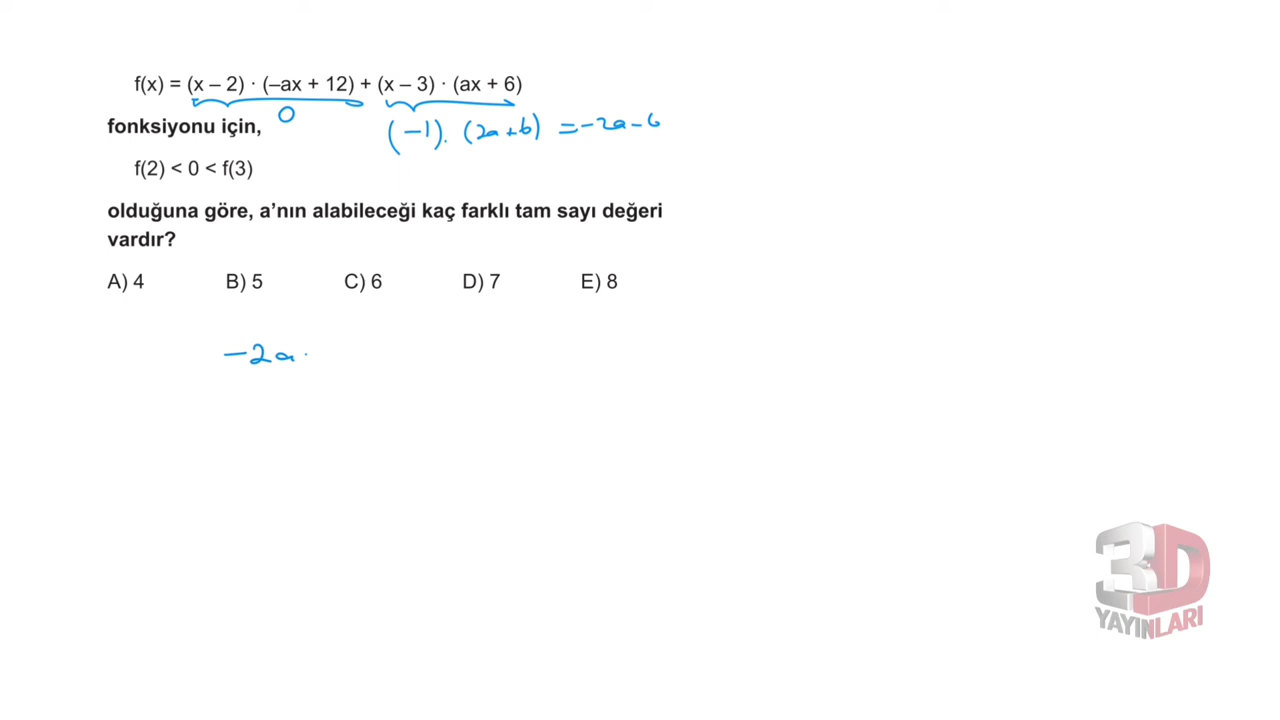 f(x) = (x – 2) · (–ax + 12) + (x – 3) · (ax + 6)
0
(-1). (2a+6) = -2a-6
fonksiyonu için,
f(2) < 0 < f(3)
olduğuna göre, a’nın alabileceği kaç farklı tam sayı değeri
vardır?
A) 4 B) 5 C) 6 D) 7 E) 8
-2a
3D
YAYINLARI